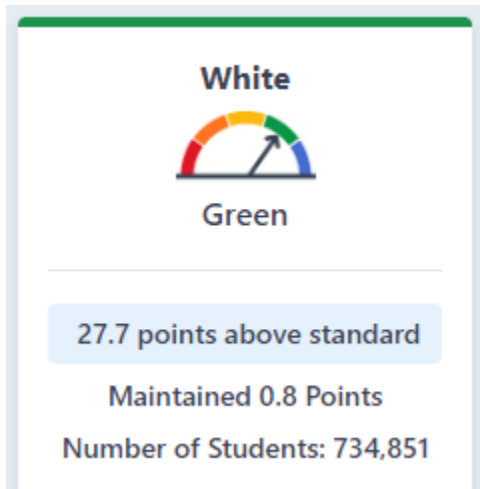 White
Green
27.7 points above standard
Maintained 0.8 Points
Number of Students: 734,851